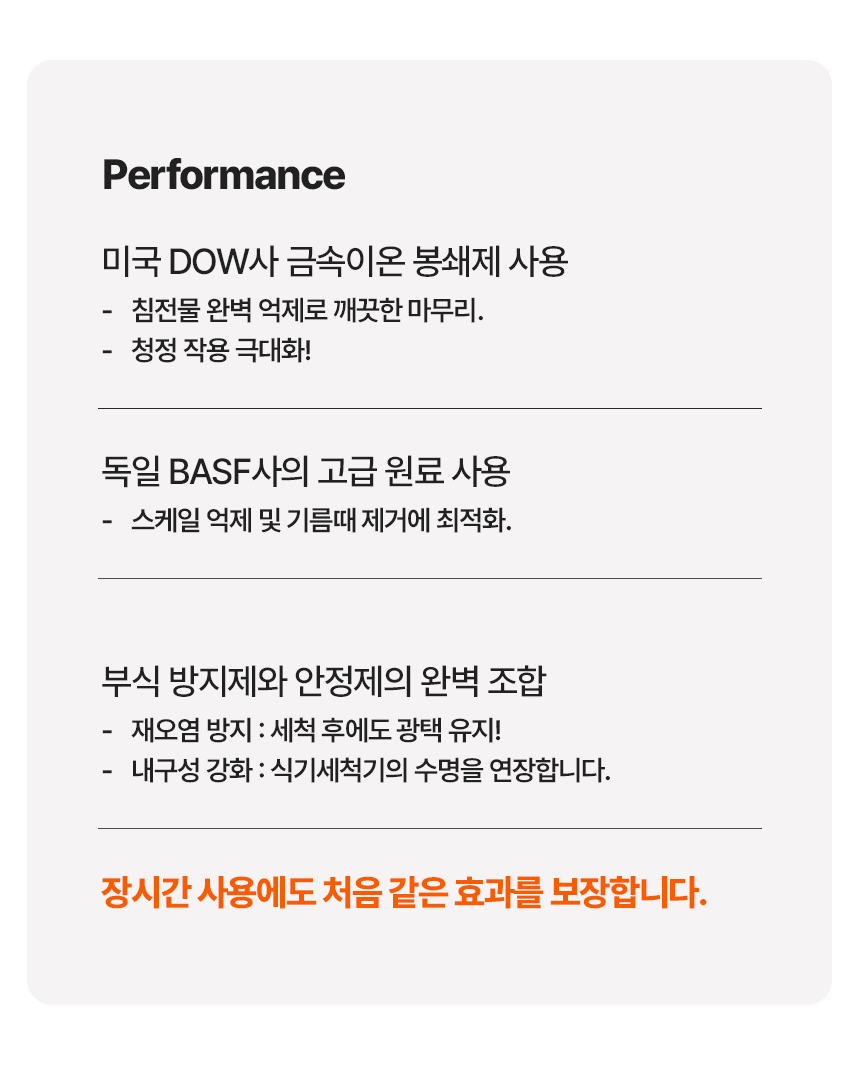 Performance
미국 DOW사 금속이온 봉쇄제 사용
- 침전물 완벽 억제로 깨끗한 마무리.
- 청정 작용 극대화!
독일 BASF사의 고급 원료 사용
- 스케일 억제 및 기름때 제거에 최적화.
부식 방지제와 안정제의 완벽 조합
- 재오염 방지 : 세척 후에도 광택 유지!
- 내구성 강화 : 식기세척기의 수명을 연장합니다.
장시간 사용에도 처음 같은 효과를 보장합니다.